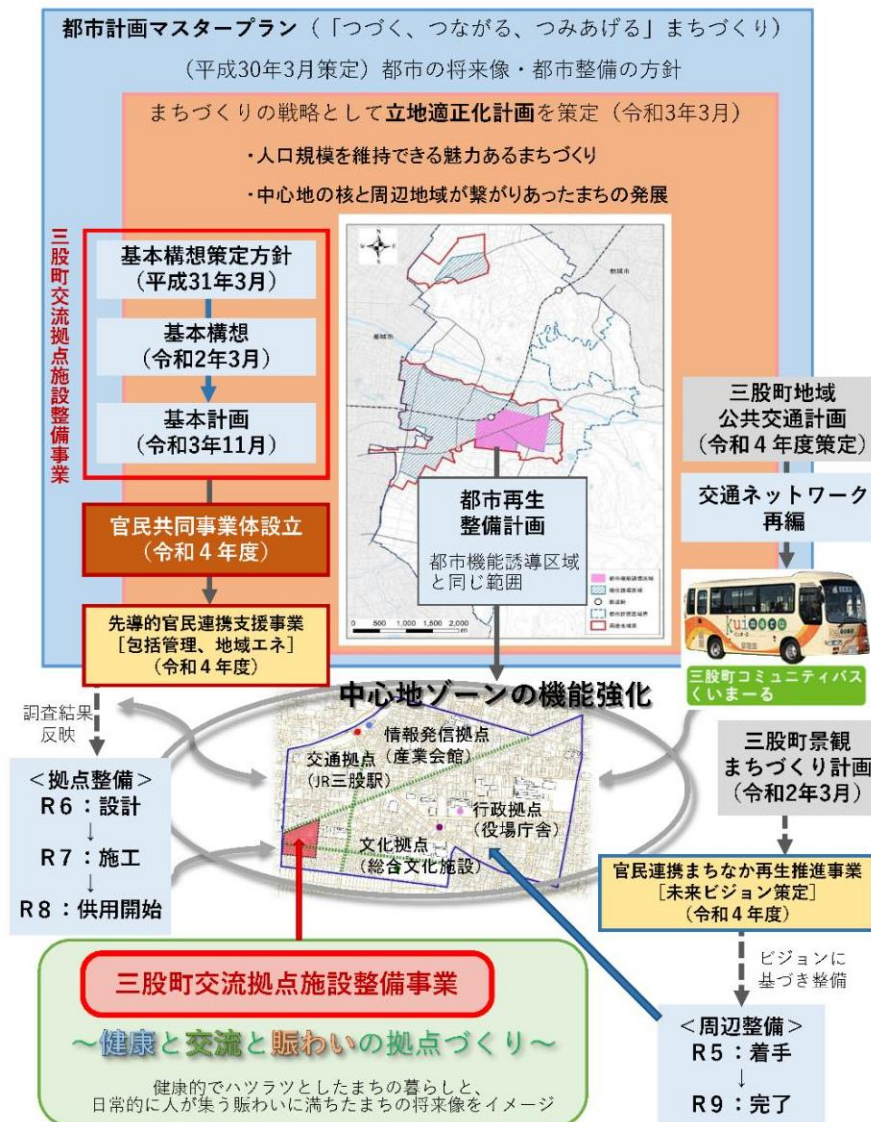 都市計画マスタープラン（「つづく、つながる、つみあげる」まちづくり）
（平成30年3月策定）都市の将来像・都市整備の方針
まちづくりの戦略として立地適正化計画を策定（令和3年3月）
・人口規模を維持できる魅力あるまちづくり
・中心地の核と周辺地域が繋がりあったまちの発展
三股町交流拠点施設整備事業
基本構想策定方針
（平成31年3月）
基本構想
（令和2年3月）
基本計画
（令和3年11月）
官民共同事業体設立
（令和４年度）
先導的官民連携支援事業
［包括管理、地域エネ］
（令和４年度）
都市再生
整備計画
都市機能誘導区域
と同じ範囲
都市機能誘導区域
0 500 1,000 1,500 2,000
m
三股町地域
公共交通計画
（令和４年度策定）
交通ネットワーク
再編
kuimaru
三股町コミュニティバス
くいまーる
中心地ゾーンの機能強化
調査結果
反映
＜拠点整備＞
R６：設計
↓
R７：施工
↓
R８：供用開始
情報発信拠点
（産業会館）
交通拠点
（JR三股駅）
行政拠点
（役場庁舎）
文化拠点
（総合文化施設）
三股町景観
まちづくり計画
（令和2年3月）
官民連携まちなか再生推進事業
［未来ビジョン策定］
（令和４年度）
ビジョンに
基づき整備
＜周辺整備＞
R５：着手
↓
R９：完了
三股町交流拠点施設整備事業
～健康と交流と賑わいの拠点づくり～
健康的でハツラツとしたまちの暮らしと、
日常的に人が集う賑わいに満ちたまちの将来像をイメージ